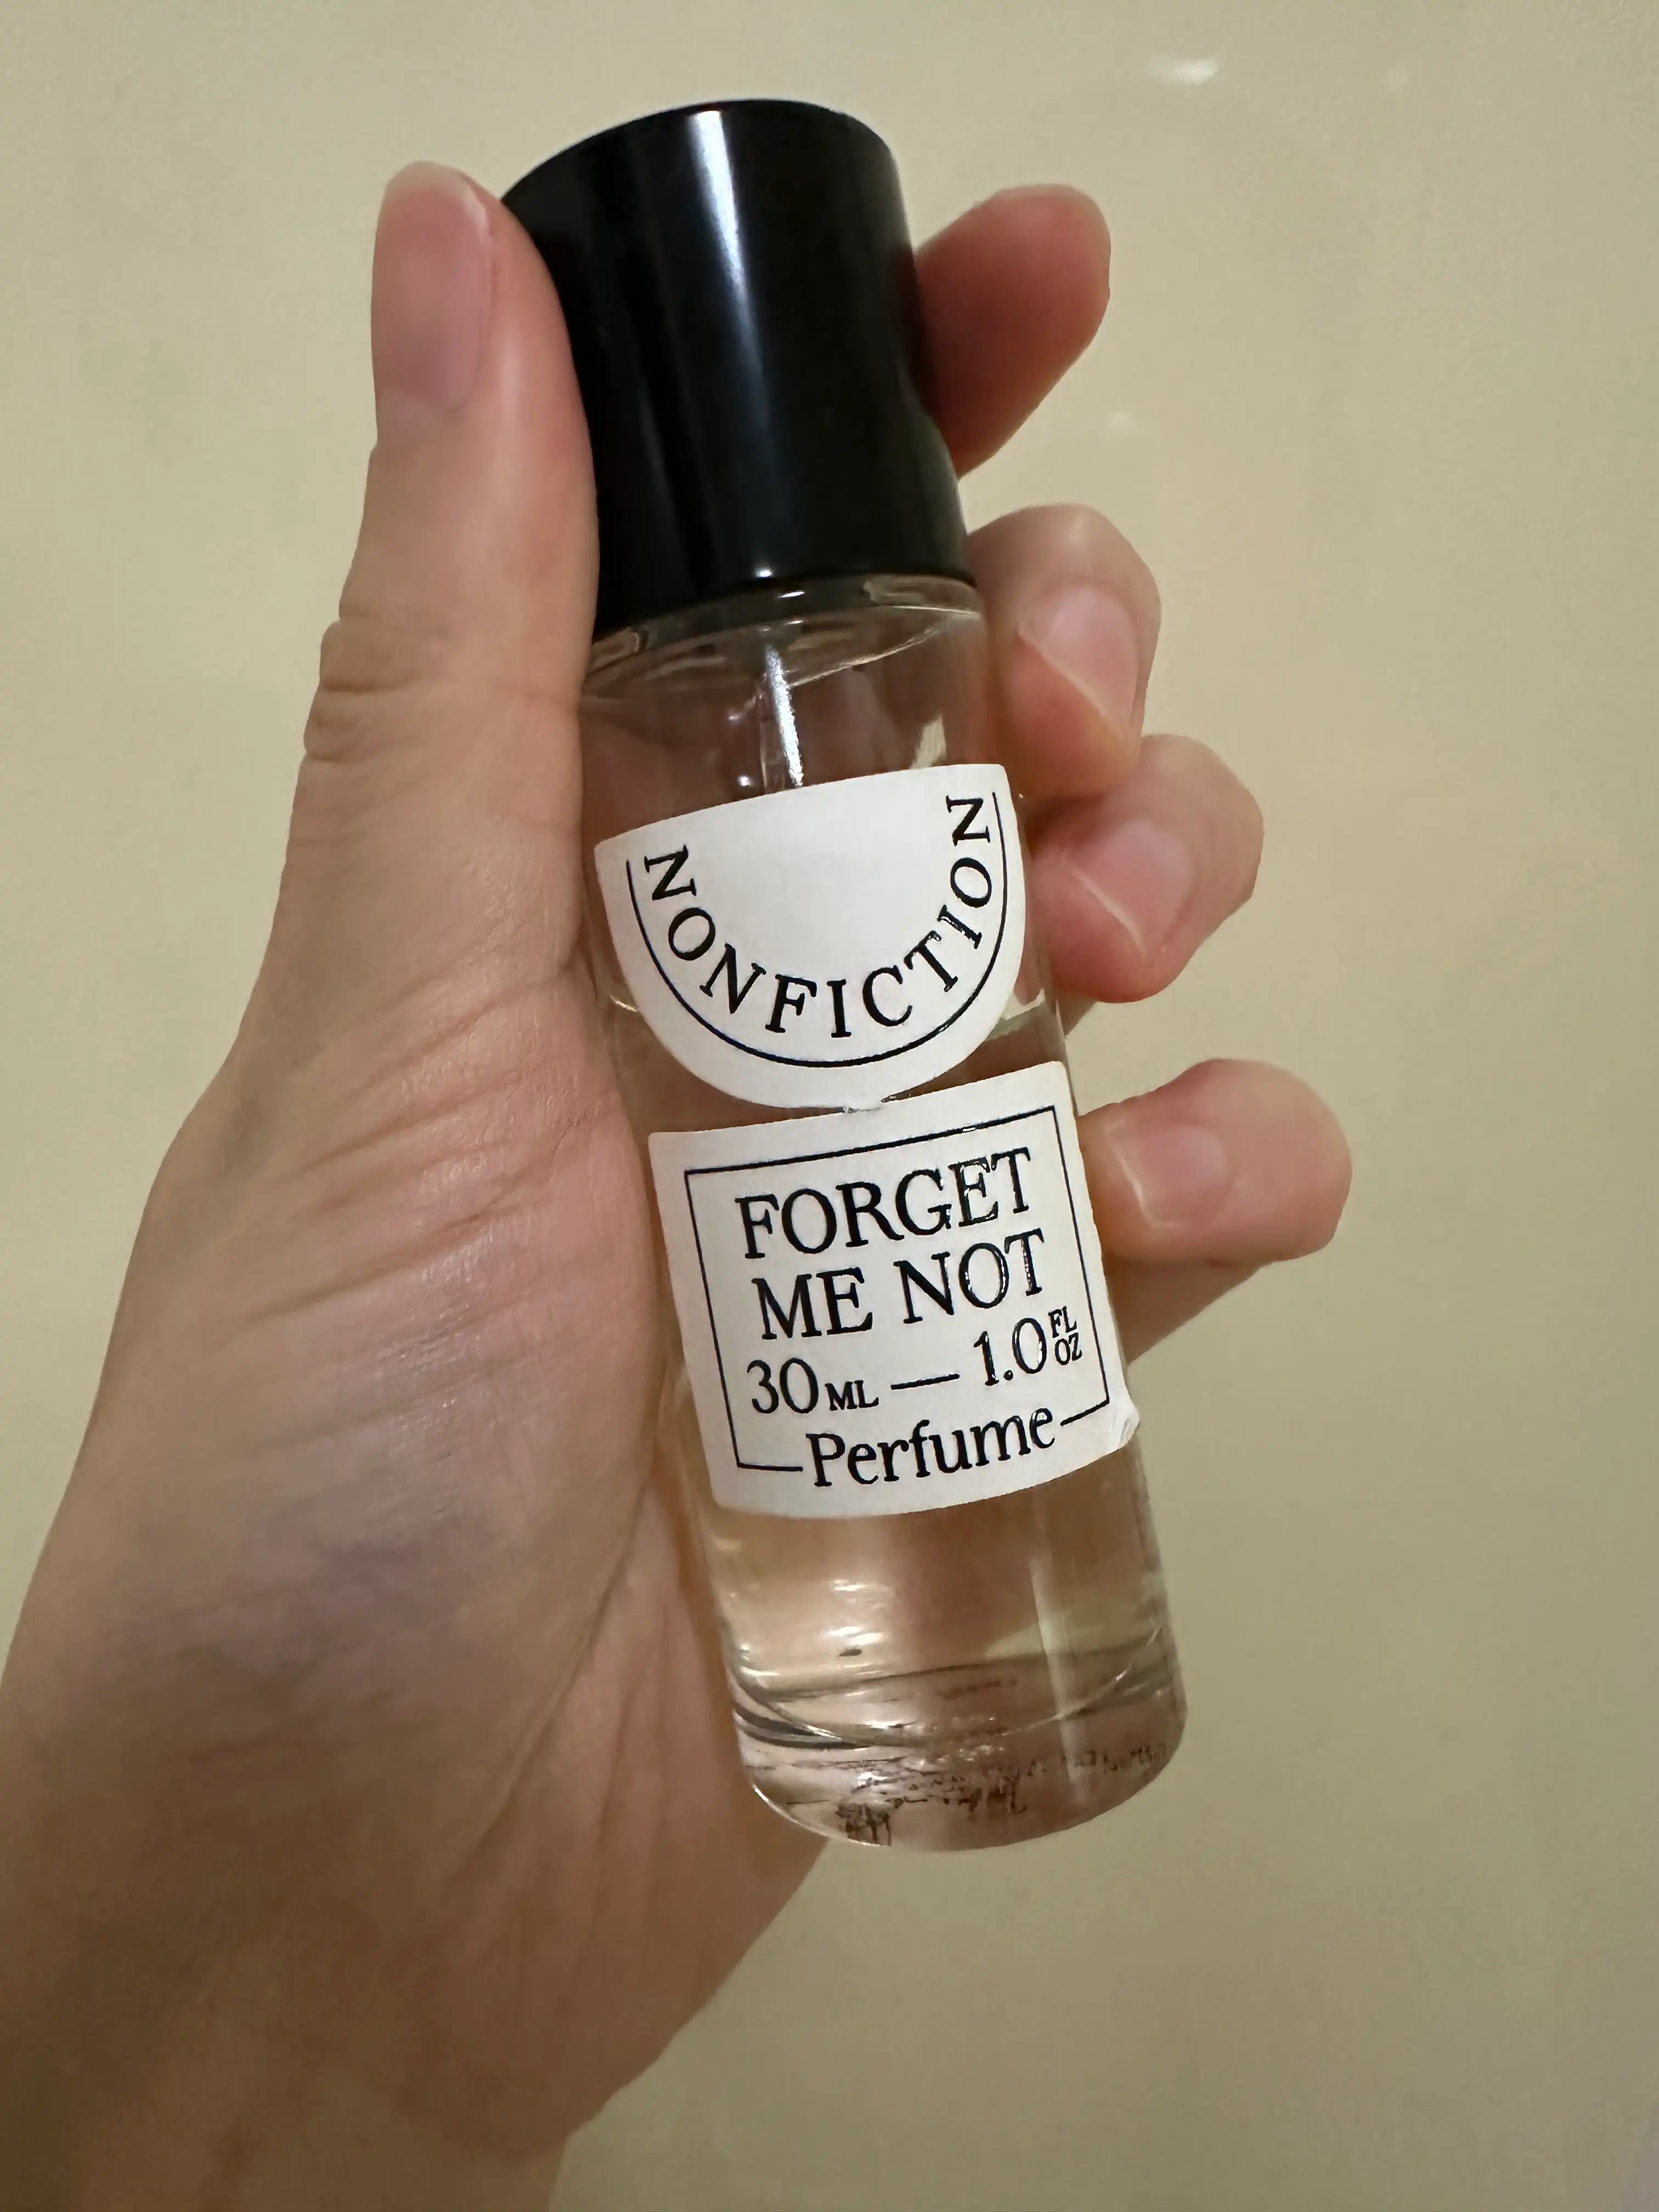 NONFICTION
FORGET
ME NOT
30ML — 1.0 FL OZ
Perfume